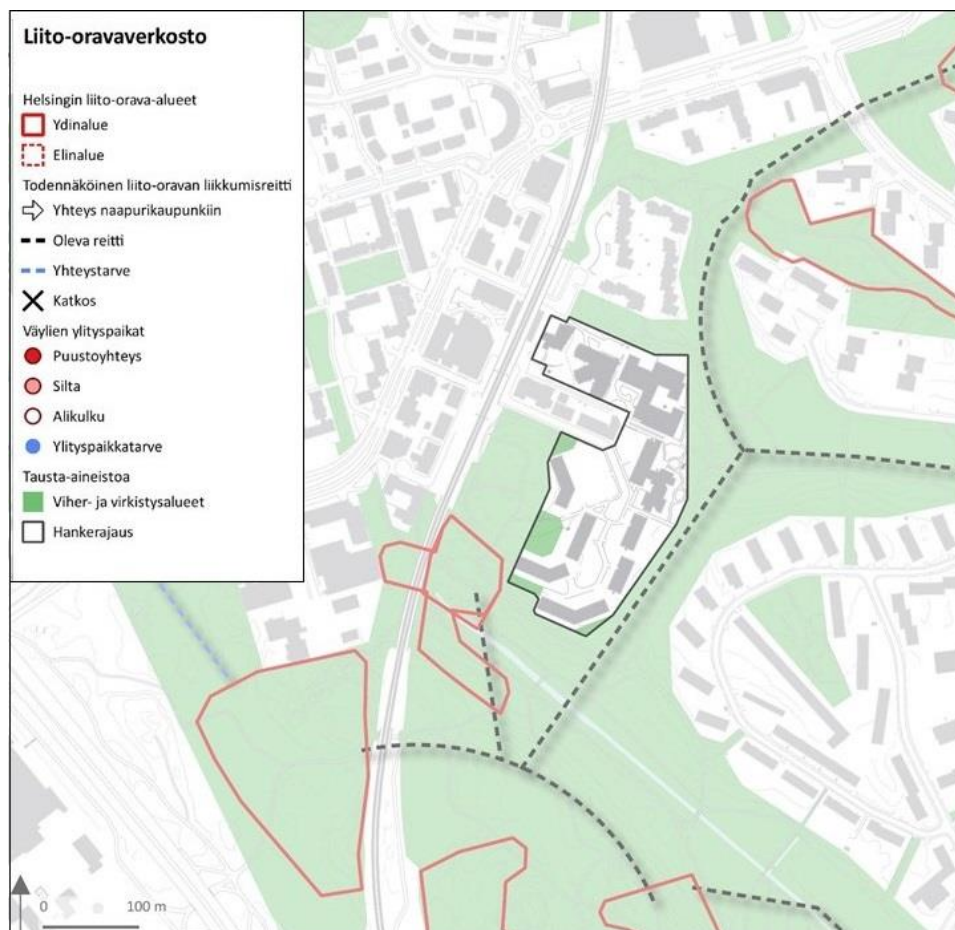 Liito-oravaverkosto
Helsingin liito-orava-alueet
Ydinalue
Elinalue
Todennäköinen liito-oravan liikkumisreitti
Yhteys naapurikaupunkiin
Oleva reitti
Yhteystarve
Katkos
Väylien ylityspaikat
Puustoyhteys
Silta
Alikulku
Ylityspaikkatarve
Tausta-aineistoa
Viher- ja virkistysalueet
Hankerajaus
0 100 m